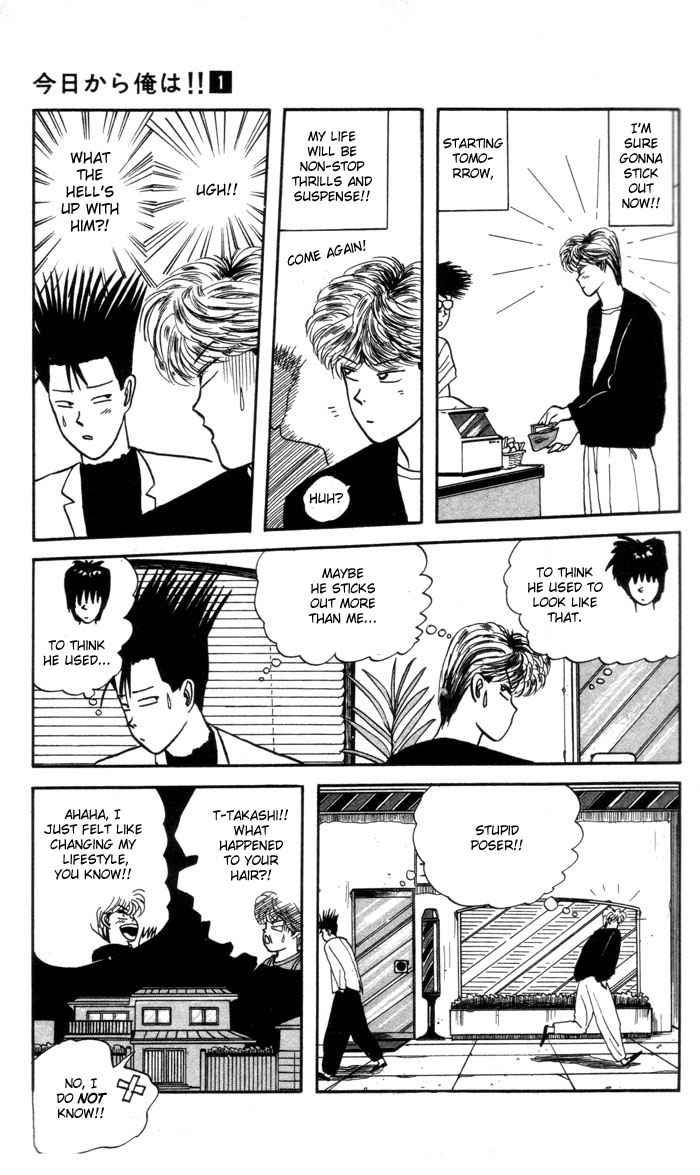 今日から俺は!! 1
I'M
SURE
GONNA
STICK
OUT
NOW!!
STARTING
TOMO-
RROW,
MY LIFE
WILL BE
NON-STOP
THRILLS AND
SUSPENSE!!
COME AGAIN!
HUH?
UGH!!
WHAT
THE
HELL'S
UP WITH
HIM?!
TO THINK
HE USED TO
LOOK LIKE
THAT.
MAYBE
HE STICKS
OUT MORE
THAN ME...
TO THINK
HE USED...
STUPID
POSER!!
T-TAKASHI!!
WHAT
HAPPENED
TO YOUR
HAIR?!
AHAHA, I
JUST FELT LIKE
CHANGING MY
LIFESTYLE,
YOU KNOW!!
NO, I
DO NOT
KNOW!!